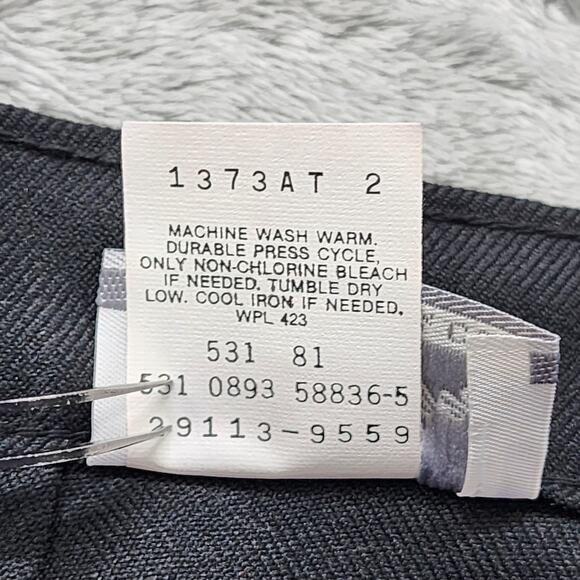 1373AT 2
MACHINE WASH WARM.
DURABLE PRESS CYCLE,
ONLY NON-CHLORINE BLEACH
IF NEEDED. TUMBLE DRY
LOW. COOL IRON IF NEEDED.
WPL 423
531 81
531 0893 58836-5
29113-9559